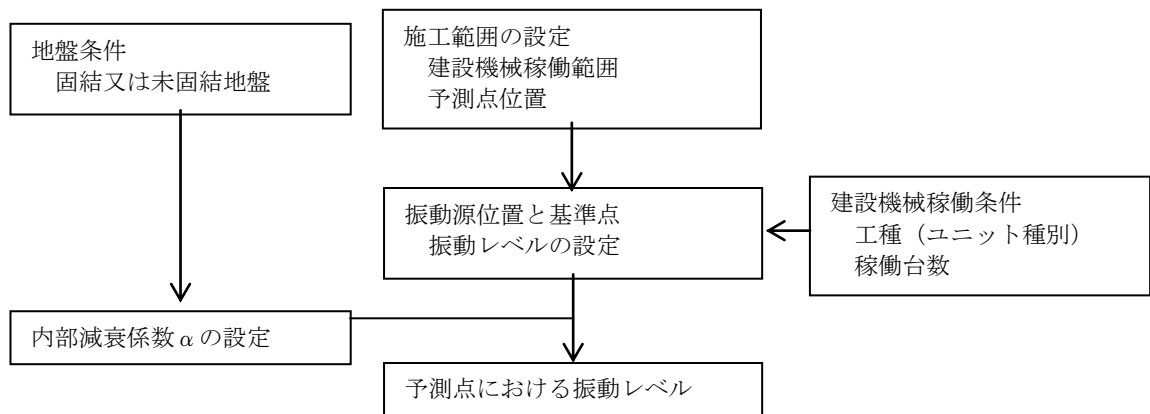 地盤条件
固結又は未固結地盤
施工範囲の設定
建設機械稼働範囲
予測点位置
振動源位置と基準点
振動レベルの設定
建設機械稼働条件
工種（ユニット種別）
稼働台数
内部減衰係数αの設定
予測点における振動レベル